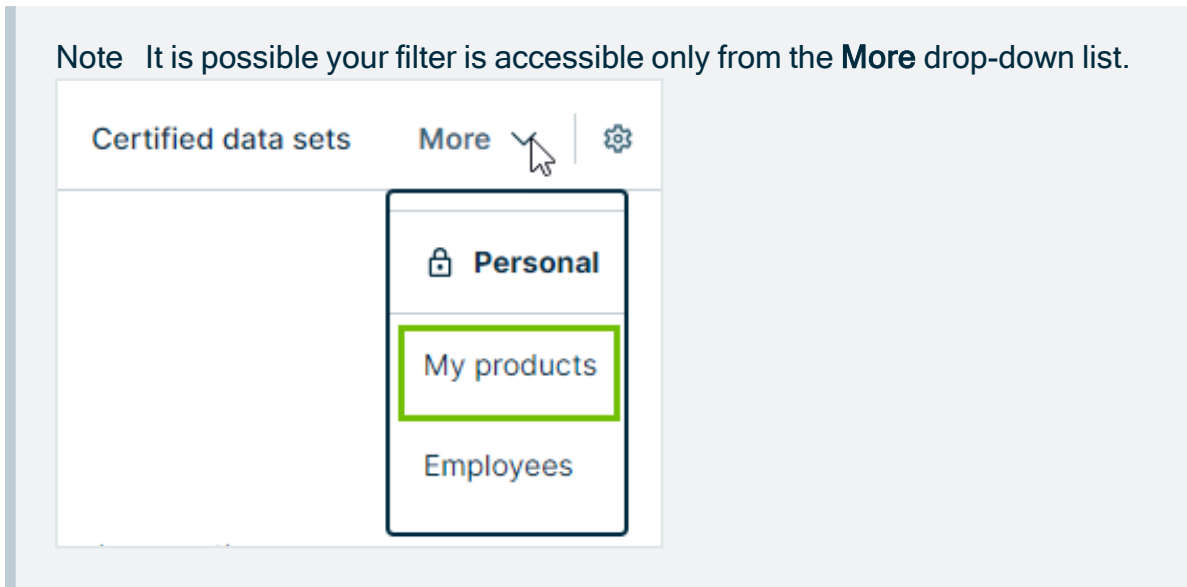 Note It is possible your filter is accessible only from the More drop-down list.
Certified data sets More
Personal
My products
Employees